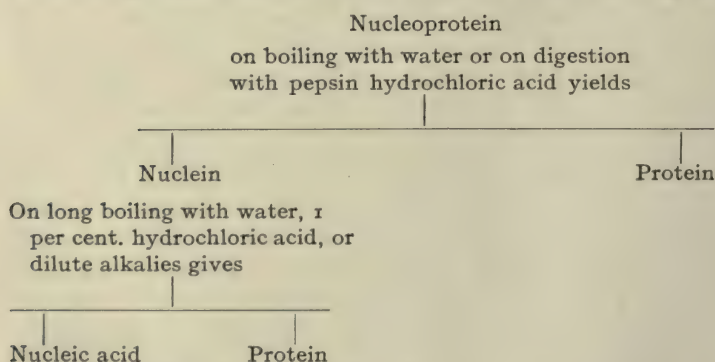 Nucleoprotein
on boiling with water or on digestion
with pepsin hydrochloric acid yields
Nuclein Protein
On long boiling with water, 1
per cent. hydrochloric acid, or
dilute alkalies gives
Nucleic acid Protein